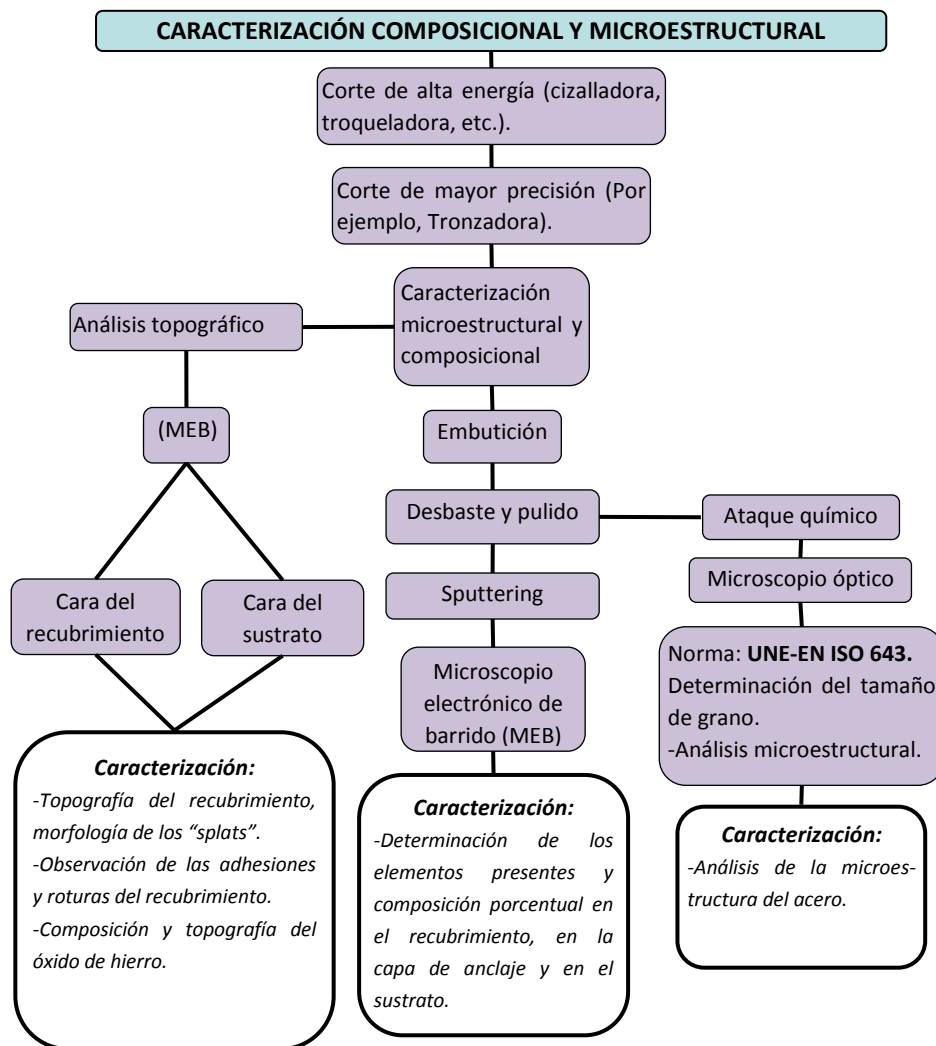 CARACTERIZACIÓN COMPOSICIONAL Y MICROESTRUCTURAL
Corte de alta energía (cizalladora,
troqueladora, etc.).
Corte de mayor precisión (Por
ejemplo, Tronzadora).
Caracterización
microestructural y
composicional
Análisis topográfico
(MEB)
Cara del
recubrimiento
Cara del
sustrato
Caracterización:
-Topografía del recubrimiento,
morfología de los “splats”.
-Observación de las adhesiones
y roturas del recubrimiento.
-Composición y topografía del
óxido de hierro.
Embutición
Desbaste y pulido
Sputtering
Microscopio
electrónico de
barrido (MEB)
Caracterización:
-Determinación de los
elementos presentes y
composición porcentual en
el recubrimiento, en la
capa de anclaje y en el
sustrato.
Ataque químico
Microscopio óptico
Norma: UNE-EN ISO 643.
Determinación del tamaño
de grano.
-Análisis microestructural.
Caracterización:
-Análisis de la microes-
tructura del acero.